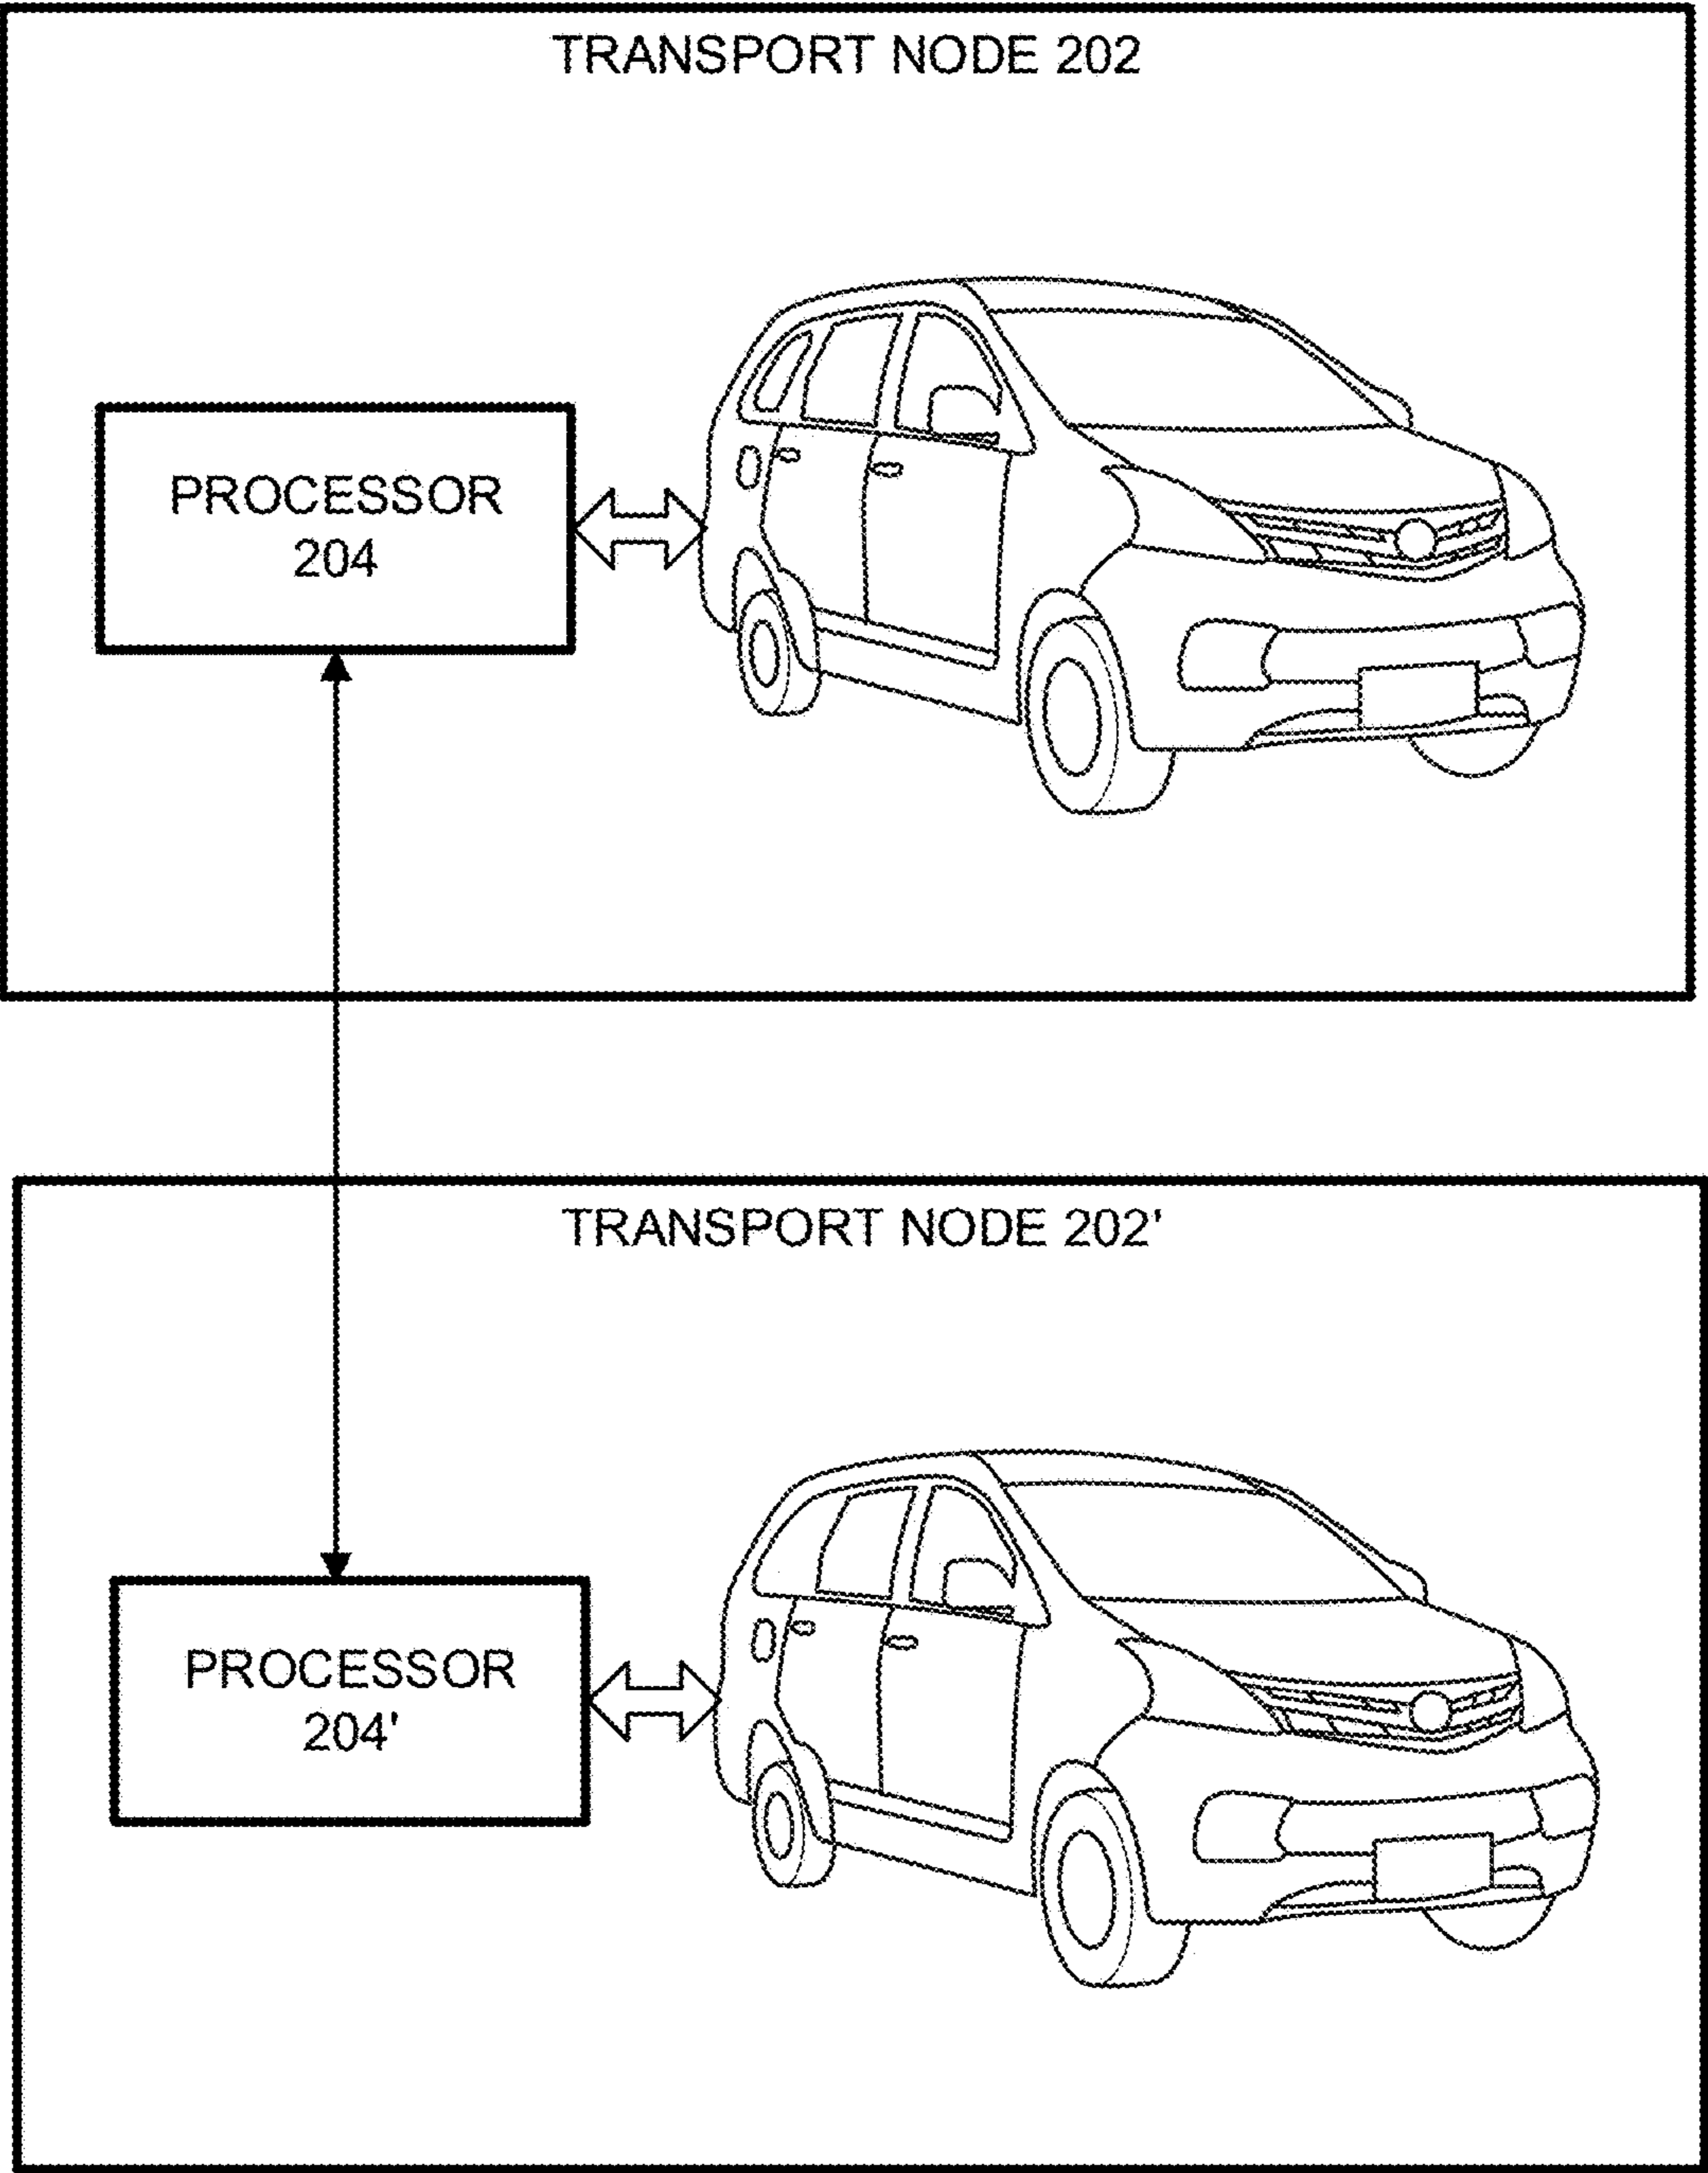 TRANSPORT NODE 202
PROCESSOR
204
TRANSPORT NODE 202'
PROCESSOR
204'